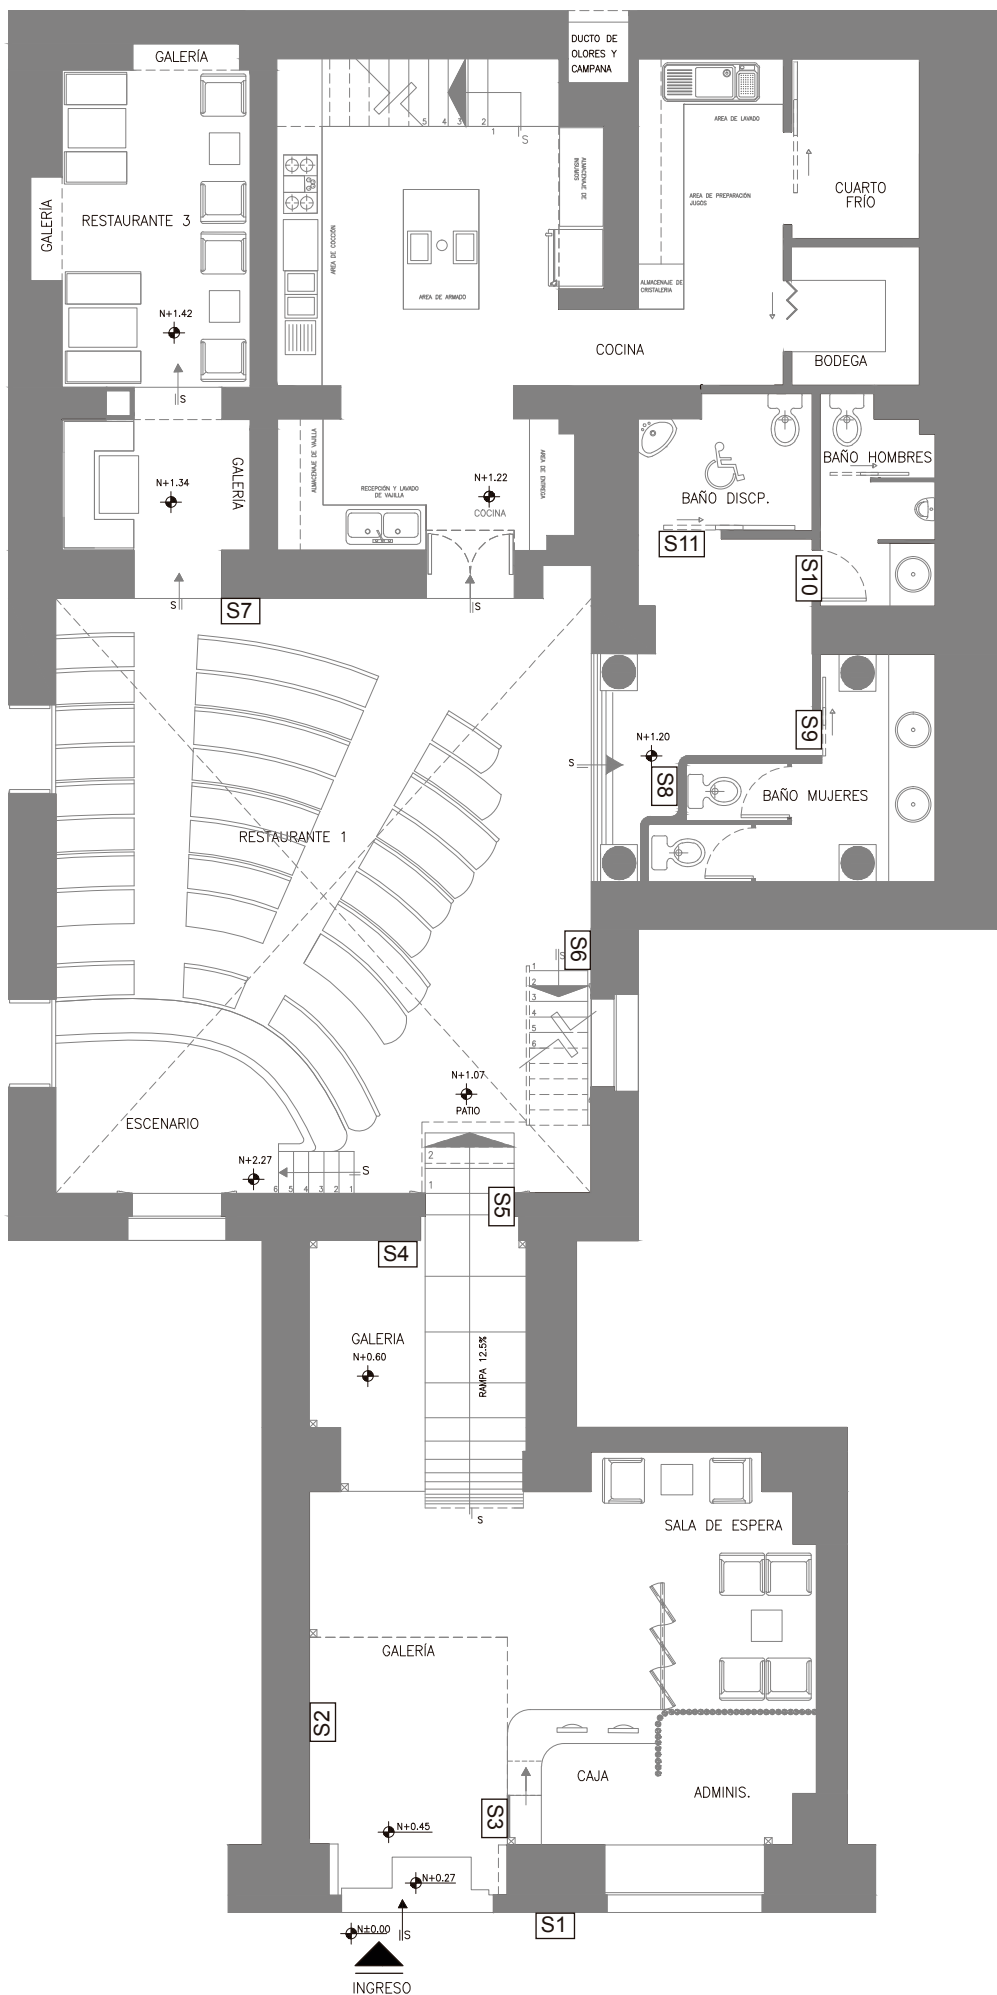 DUCTO DE
OLORES Y
CAMPANA
GALERÍA
GALERÍA
RESTAURANTE 3
N+1.42
S
5
4
3
2
1
S
ALMACENAJE DE
INSUMOS
AREA DE COCCIÓN
AREA DE ARMADO
AREA DE LAVADO
AREA DE PREPARACIÓN
JUGOS
CUARTO
FRÍO
ALMACENAJE DE
CRISTALERIA
COCINA
BODEGA
GALERÍA
N+1.34
S
ALMACENAJE DE VAJILLA
RECEPCIÓN Y LAVADO
DE VAJILLA
N+1.22
COCINA
AREA DE ENTREGA
S
BAÑO HOMBRES
BAÑO DISCP.
S11
S10
S7
N+1.20
S
S9
S8
BAÑO MUJERES
RESTAURANTE 1
S6
S
1
2
3
4
5
6
N+1.07
PATIO
ESCENARIO
N+2.27
S
6
5
4
3
2
1
2
1
S5
S4
GALERIA
N+0.60
RAMPA 12.5%
S
SALA DE ESPERA
GALERÍA
S2
CAJA
ADMINIS.
S3
N+0.45
N+0.27
N±0.00
S
S1
INGRESO